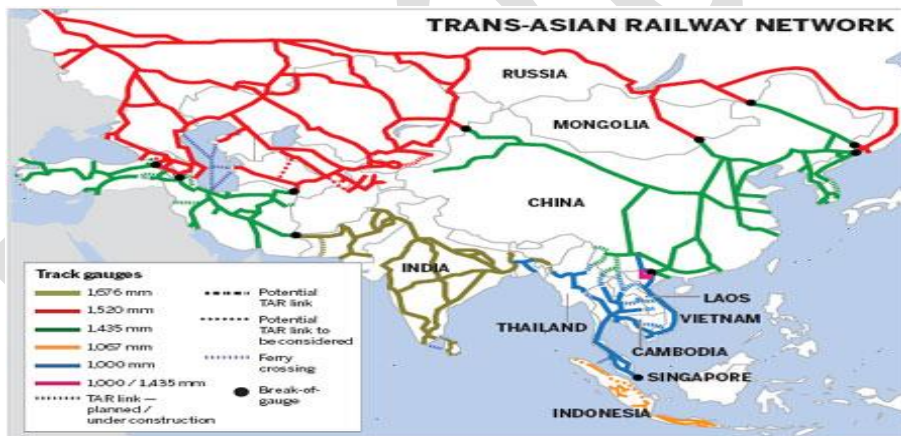 TRANS-ASIAN RAILWAY NETWORK
RUSSIA
MONGOLIA
CHINA
INDIA
LAOS
THAILAND
VIETNAM
CAMBODIA
SINGAPORE
INDONESIA
Track gauges
1,676 mm
1,520 mm
1,435 mm
1,067 mm
1,000 mm
1,000 / 1,435 mm
TAR link —
planned /
under construction
Potential
TAR link
Potential
TAR link to
be considered
Ferry
crossing
Break-of-
gauge